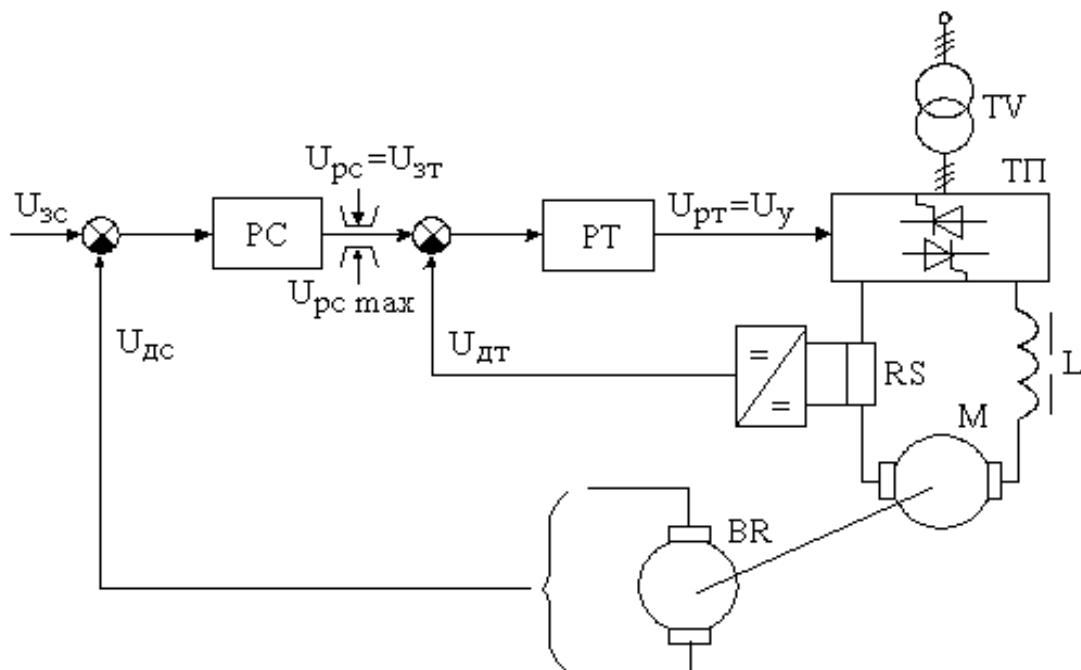 TV
ТП
U_рс=U_зт
U_зс
РС
РТ
U_рт=U_у
U_рс max
U_дс
U_дт
=
=
RS
L
M
BR